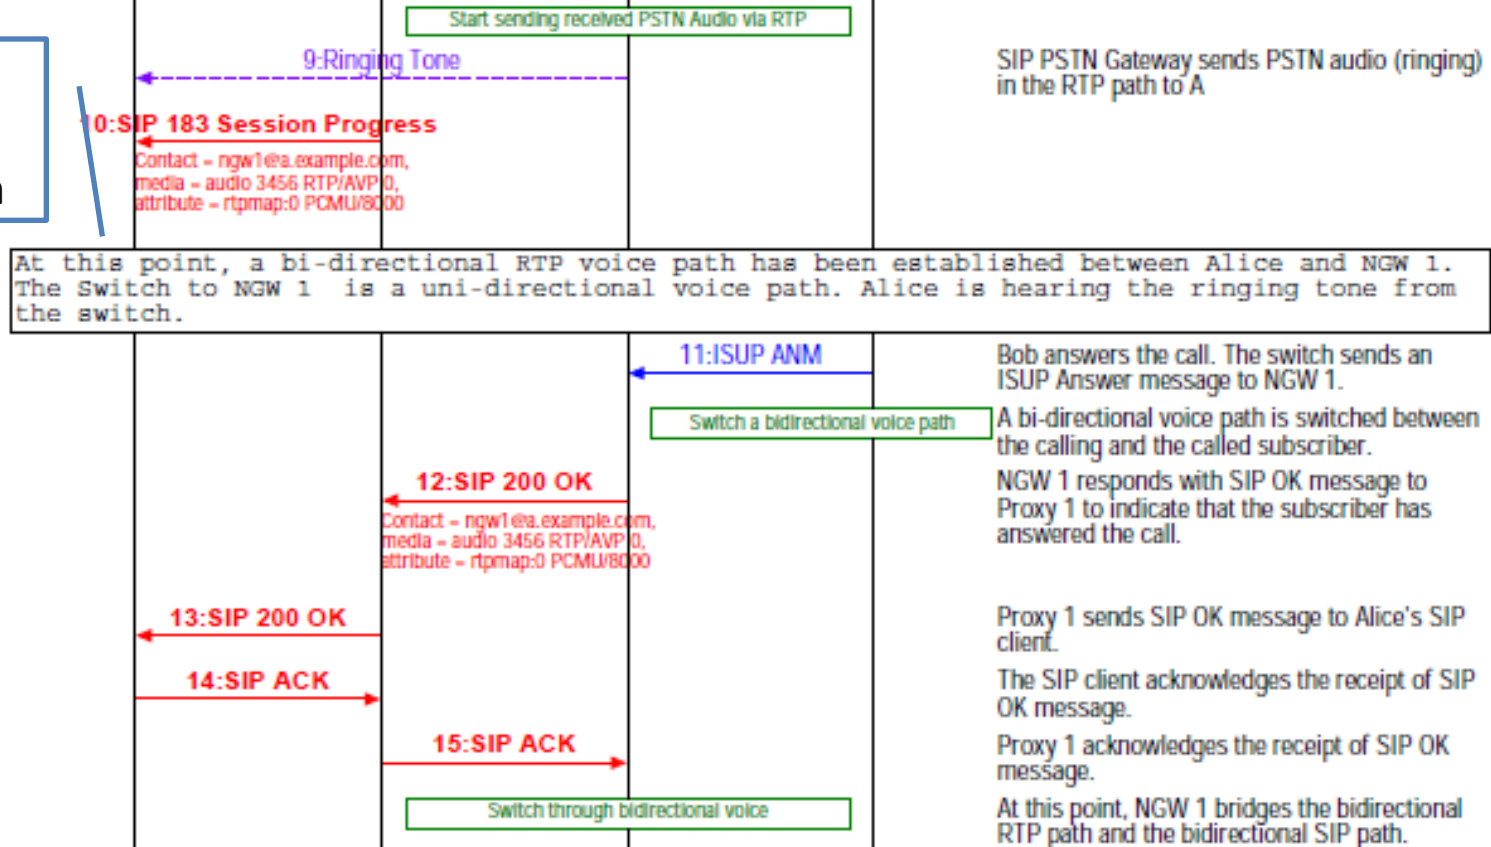 Start sending received PSTN Audio via RTP
9:Ringing Tone
SIP PSTN Gateway sends PSTN audio (ringing)
in the RTP path to A
10:SIP 183 Session Progress
Contact = ngw1@a.example.com,
media = audio 3456 RTP/AVP 0,
attribute = rtpmap:0 PCMU/8000
At this point, a bi-directional RTP voice path has been established between Alice and NGW 1.
The Switch to NGW 1 is a uni-directional voice path. Alice is hearing the ringing tone from
the switch.
11:ISUP ANM
Bob answers the call. The switch sends an
ISUP Answer message to NGW 1.
Switch a bidirectional voice path
A bi-directional voice path is switched between
the calling and the called subscriber.
12:SIP 200 OK
Contact = ngw1@a.example.com,
media = audio 3456 RTP/AVP 0,
attribute = rtpmap:0 PCMU/8000
NGW 1 responds with SIP OK message to
Proxy 1 to indicate that the subscriber has
answered the call.
13:SIP 200 OK
Proxy 1 sends SIP OK message to Alice's SIP
client.
14:SIP ACK
The SIP client acknowledges the receipt of SIP
OK message.
15:SIP ACK
Proxy 1 acknowledges the receipt of SIP OK
message.
Switch through bidirectional voice
At this point, NGW 1 bridges the bidirectional
RTP path and the bidirectional SIP path.